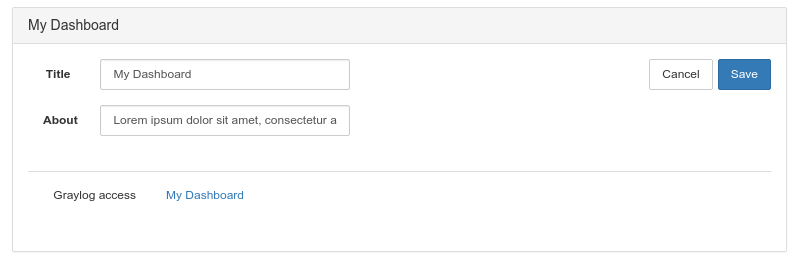 My Dashboard
Title My Dashboard Cancel Save
About Lorem ipsum dolor sit amet, consectetur a
Graylog access My Dashboard